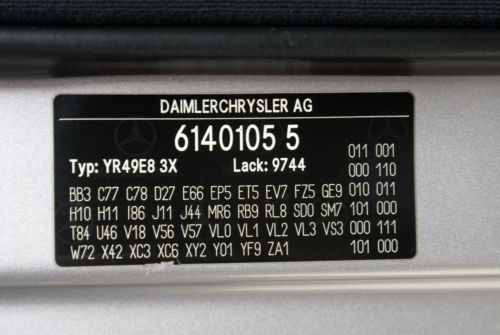 DAIMLERCHRYSLER AG
6140105 5
Typ: YR49E8 3X Lack: 9744
011 001
000 110
BB3 C77 C78 D27 E66 EP5 ET5 EV7 FZ5 GE9 011 010
H10 H11 I86 J11 J44 MR6 RB9 RL8 SD0 SM7 101 000
T84 U46 V18 V56 V57 VL0 VL1 VL2 VL3 VS3 000 111
W72 X42 XC3 XC6 XY2 Y01 YF9 ZA1 101 000